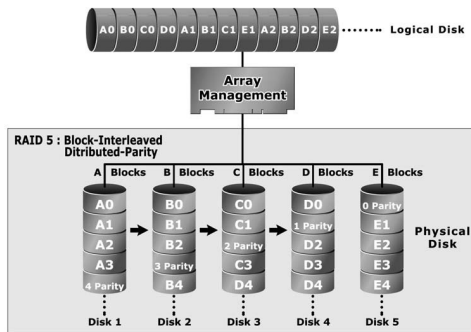 A0 B0 C0 D0 A1 B1 C1 E1 A2 B2 D2 E2 Logical Disk
Array
Management
RAID 5 : Block-Interleaved
Ditributed-Parity
A Blocks B Blocks C Blocks D Blocks E Blocks
A0 B0 C0 D0 0 Parity
A1 B1 C1 1 Parity E1
A2 B2 2 Parity D2 E2
A3 3 Parity C3 D3 E3
4 Parity B4 D4 D4 E4
Physical
Disk
Disk 1 Disk 2 Disk 3 Disk 4 Disk 5